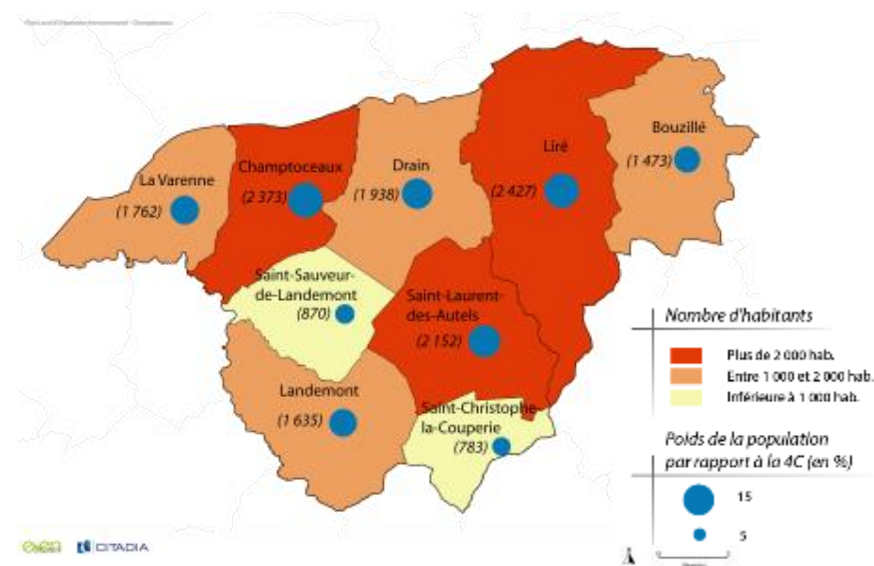 Bouzillé
(1 473)
Liré
(2 427)
Drain
(1 938)
Champtoceaux
(2 373)
La Varenne
(1 762)
Saint-Sauveur-
de-Landemont
(870)
Saint-Laurent-
des-Autels
(2 152)
Landemont
(1 635)
Saint-Christophe-
la-Couperie
(783)
Nombre d'habitants
Plus de 2 000 hab.
Entre 1 000 et 2 000 hab.
Inférieure à 1 000 hab.
Poids de la population
par rapport à la 4C (en %)
15
5
CITADIA